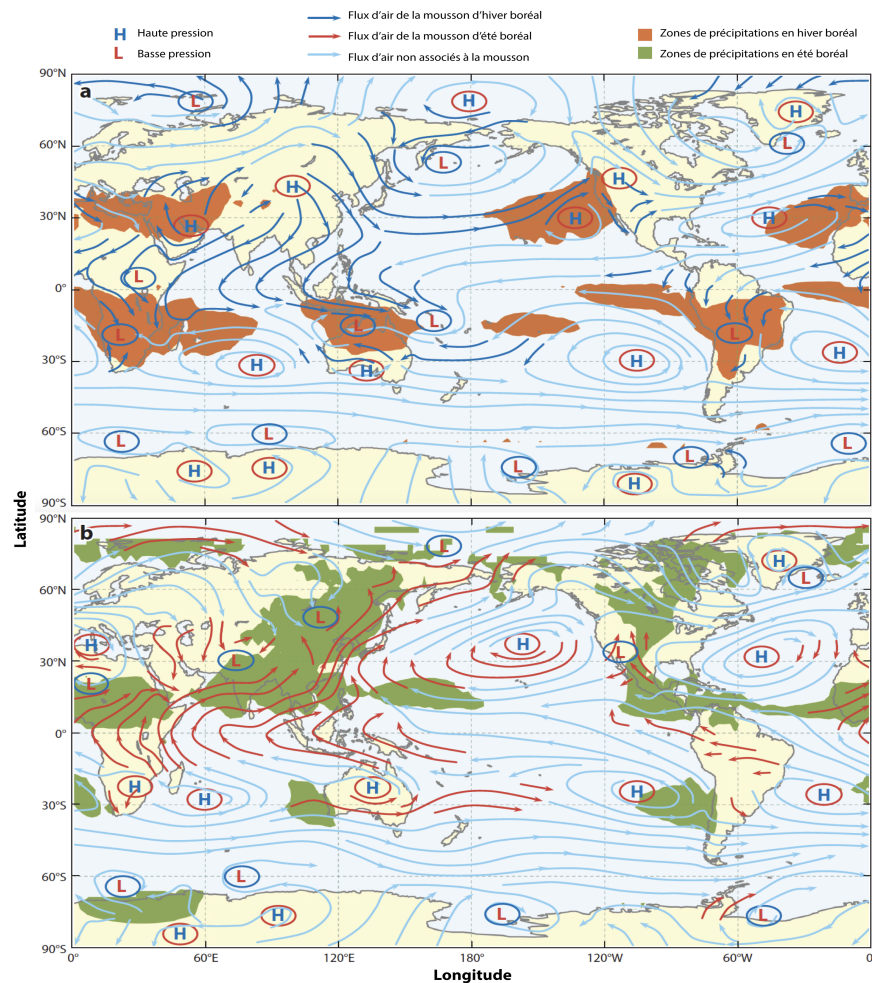 Flux d'air de la mousson d'hiver boréal
H Haute pression
Flux d'air de la mousson d'été boréal
Zones de précipitations en hiver boréal
L Basse pression
Flux d'air non associés à la mousson
Zones de précipitations en été boréal
90°N
a
L H H
60°N
L L
H H
30°N
H H H
L
0°
L L L L
H
30°S
H H H
60°S
L L L L L
H H H
90°S
Latitude
90°N
b
L H L
60°N
L
H H
30°N
L L H
L
0°
H H H
H H
30°S
60°S
L L
H L L
H
90°S
0° 60°E 120°E 180°W 120°W 60°W 0°
Longitude